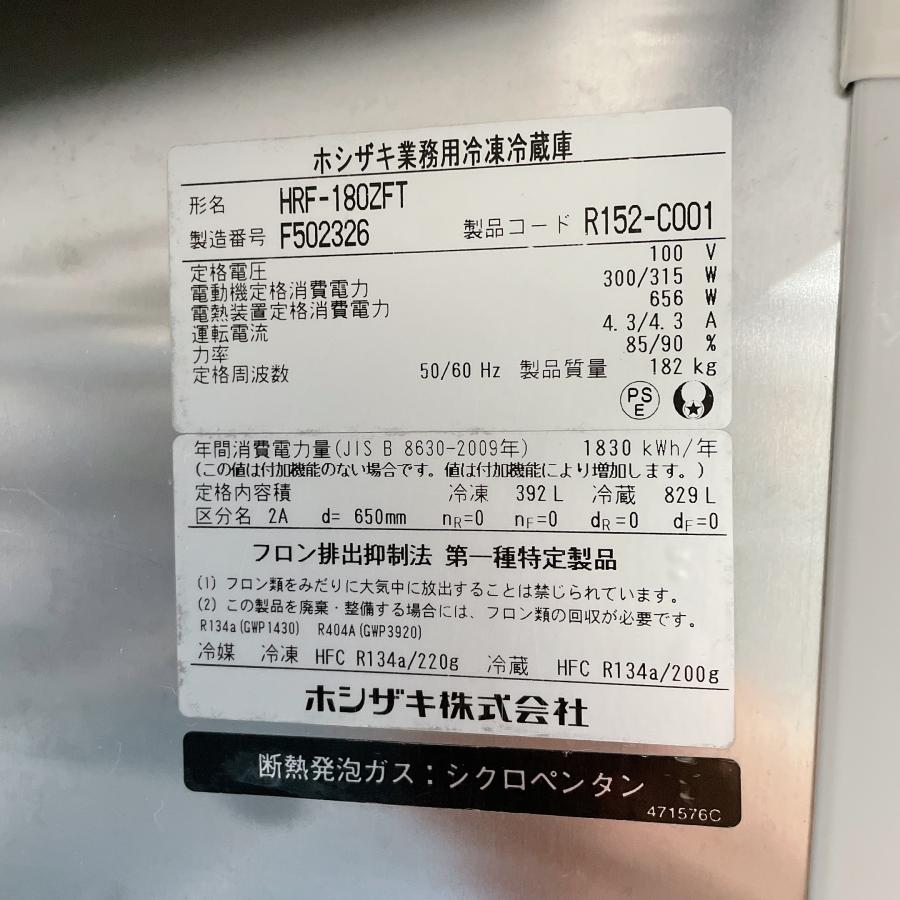 ホシザキ業務用冷凍冷蔵庫
形名 HRF-180ZFT
製造番号 F502326 製品コード R152-C001
定格電圧 100 V
電動機定格消費電力 300/315 W
電熱装置定格消費電力 656 W
運転電流 4.3/4.3 A
力率 85/90 %
定格周波数 50/60 Hz 製品質量 182 kg
PS
E
年間消費電力量(JIS B 8630-2009年) 1830 kWh/年
(この値は付加機能のない場合です。値は付加機能により増加します。)
定格内容積 冷凍 392 L 冷蔵 829 L
区分名 2A d= 650mm nR=0 nF=0 dR=0 dF=0
フロン排出抑制法 第一種特定製品
(1) フロン類をみだりに大気中に放出することは禁じられています。
(2) この製品を廃棄・整備する場合には、フロン類の回収が必要です。
R134a(GWP1430) R404A(GWP3920)
冷媒 冷凍 HFC R134a/220g 冷蔵 HFC R134a/200g
ホシザキ株式会社
断熱発泡ガス：シクロペンタン
471576C